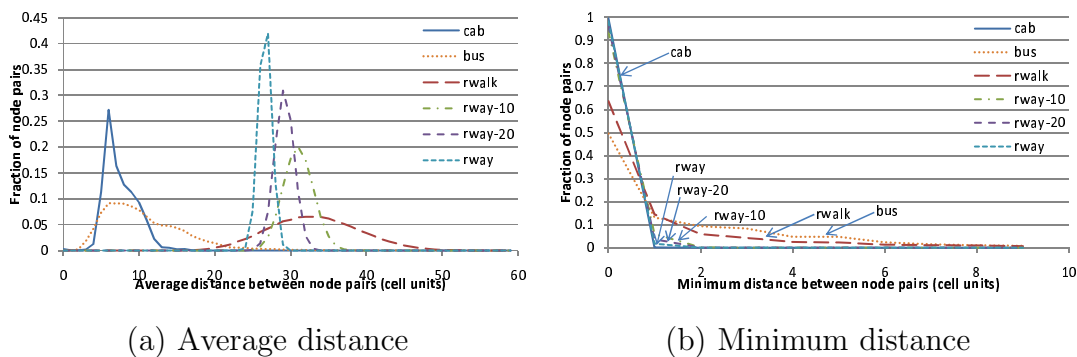 0.45
0.4
0.35
0.3
0.25
0.2
0.15
0.1
0.05
0
Fraction of node pairs
cab
bus
rwalk
rway-10
rway-20
rway
0 10 20 30 40 50 60
Average distance between node pairs (cell units)
(a) Average distance
1
0.9
0.8
0.7
0.6
0.5
0.4
0.3
0.2
0.1
0
Fraction of node pairs
cab
bus
rwalk
rway-10
rway-20
rway
cab
rway
rway-20
rway-10
rwalk
bus
0 2 4 6 8 10
Minimum distance between node pairs (cell units)
(b) Minimum distance